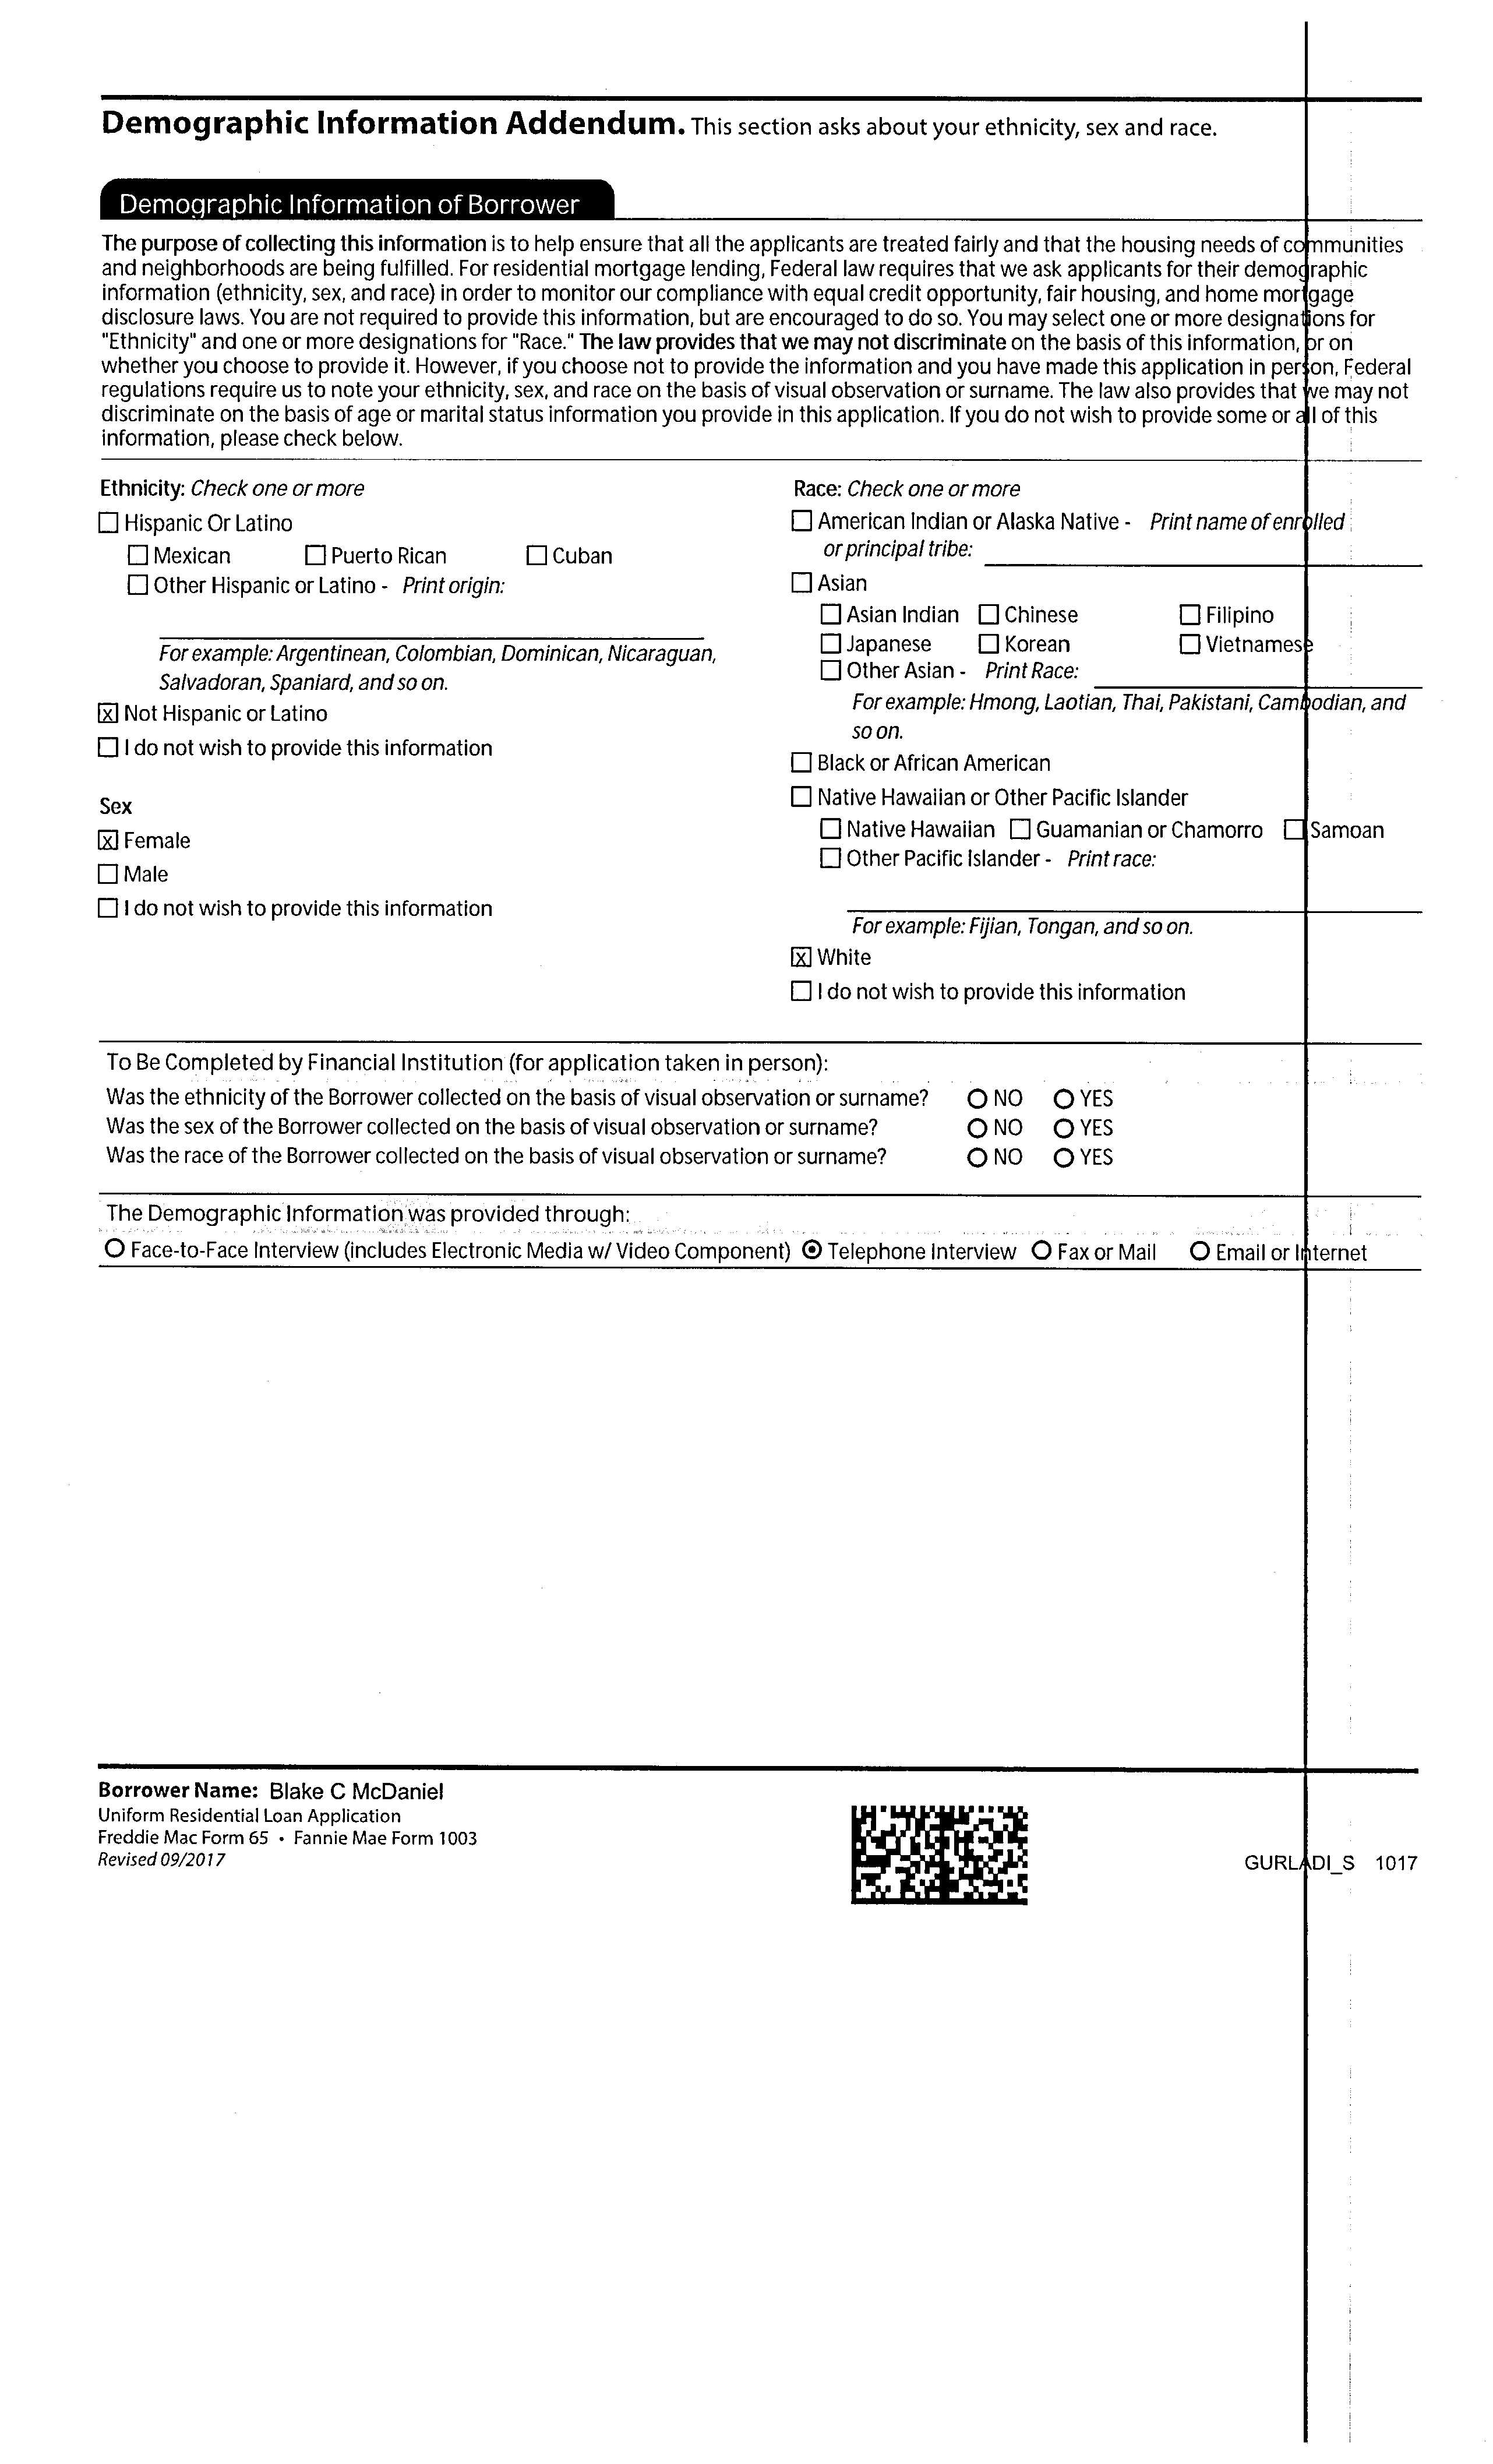 Demographic Information Addendum. This section asks about your ethnicity, sex and race.
Demographic Information of Borrower
The purpose of collecting this information is to help ensure that all the applicants are treated fairly and that the housing needs of communities
and neighborhoods are being fulfilled. For residential mortgage lending, Federal law requires that we ask applicants for their demographic
information (ethnicity, sex, and race) in order to monitor our compliance with equal credit opportunity, fair housing, and home mortgage
disclosure laws. You are not required to provide this information, but are encouraged to do so. You may select one or more designations for
"Ethnicity" and one or more designations for "Race." The law provides that we may not discriminate on the basis of this information, or on
whether you choose to provide it. However, if you choose not to provide the information and you have made this application in person, Federal
regulations require us to note your ethnicity, sex, and race on the basis of visual observation or surname. The law also provides that we may not
discriminate on the basis of age or marital status information you provide in this application. If you do not wish to provide some or all of this
information, please check below.
Ethnicity: Check one or more
☐ Hispanic Or Latino
☐ Mexican ☐ Puerto Rican ☐ Cuban
☐ Other Hispanic or Latino - Print origin:
For example: Argentinean, Colombian, Dominican, Nicaraguan,
Salvadoran, Spaniard, and so on.
☒ Not Hispanic or Latino
☐ I do not wish to provide this information
Sex
☒ Female
☐ Male
☐ I do not wish to provide this information
Race: Check one or more
☐ American Indian or Alaska Native - Print name of enrolled
or principal tribe:
☐ Asian
☐ Asian Indian ☐ Chinese ☐ Filipino
☐ Japanese ☐ Korean ☐ Vietnamese
☐ Other Asian - Print Race:
For example: Hmong, Laotian, Thai, Pakistani, Cambodian, and
so on.
☐ Black or African American
☐ Native Hawaiian or Other Pacific Islander
☐ Native Hawaiian ☐ Guamanian or Chamorro ☐ Samoan
☐ Other Pacific Islander - Print race:
For example: Fijian, Tongan, and so on.
☒ White
☐ I do not wish to provide this information
To Be Completed by Financial Institution (for application taken in person):
Was the ethnicity of the Borrower collected on the basis of visual observation or surname? ○ NO ○ YES
Was the sex of the Borrower collected on the basis of visual observation or surname? ○ NO ○ YES
Was the race of the Borrower collected on the basis of visual observation or surname? ○ NO ○ YES
The Demographic Information was provided through:
○ Face-to-Face Interview (includes Electronic Media w/ Video Component) ◉ Telephone Interview ○ Fax or Mail ○ Email or Internet
Borrower Name: Blake C McDaniel
Uniform Residential Loan Application
Freddie Mac Form 65 • Fannie Mae Form 1003
Revised 09/2017
GURLADI_S 1017